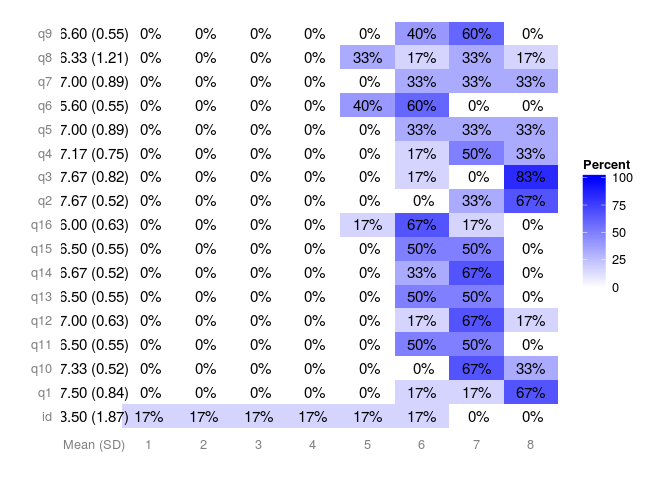 q9 6.60 (0.55) 0% 0% 0% 0% 0% 40% 60% 0%
q8 6.33 (1.21) 0% 0% 0% 0% 33% 17% 33% 17%
q7 7.00 (0.89) 0% 0% 0% 0% 0% 33% 33% 33%
q6 5.60 (0.55) 0% 0% 0% 0% 40% 60% 0% 0%
q5 7.00 (0.89) 0% 0% 0% 0% 0% 33% 33% 33%
q4 7.17 (0.75) 0% 0% 0% 0% 0% 17% 50% 33%
q3 7.67 (0.82) 0% 0% 0% 0% 0% 17% 0% 83%
q2 7.67 (0.52) 0% 0% 0% 0% 0% 0% 33% 67%
q16 6.00 (0.63) 0% 0% 0% 0% 17% 67% 17% 0%
q15 6.50 (0.55) 0% 0% 0% 0% 0% 50% 50% 0%
q14 6.67 (0.52) 0% 0% 0% 0% 0% 33% 67% 0%
q13 6.50 (0.55) 0% 0% 0% 0% 0% 50% 50% 0%
q12 7.00 (0.63) 0% 0% 0% 0% 0% 17% 67% 17%
q11 6.50 (0.55) 0% 0% 0% 0% 0% 50% 50% 0%
q10 7.33 (0.52) 0% 0% 0% 0% 0% 0% 67% 33%
q1 7.50 (0.84) 0% 0% 0% 0% 0% 17% 17% 67%
id 3.50 (1.87) 17% 17% 17% 17% 17% 17% 0% 0%
Mean (SD) 1 2 3 4 5 6 7 8
Percent
100
75
50
25
0